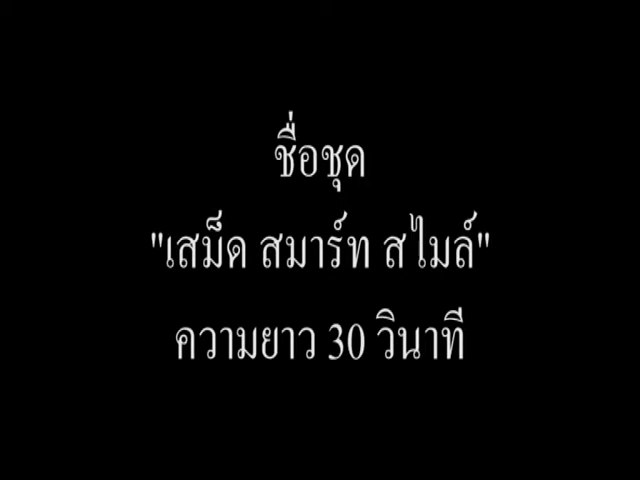 ชื่อชุด
"เสม็ด สมาร์ท สไมล์"
ความยาว 30 วินาที